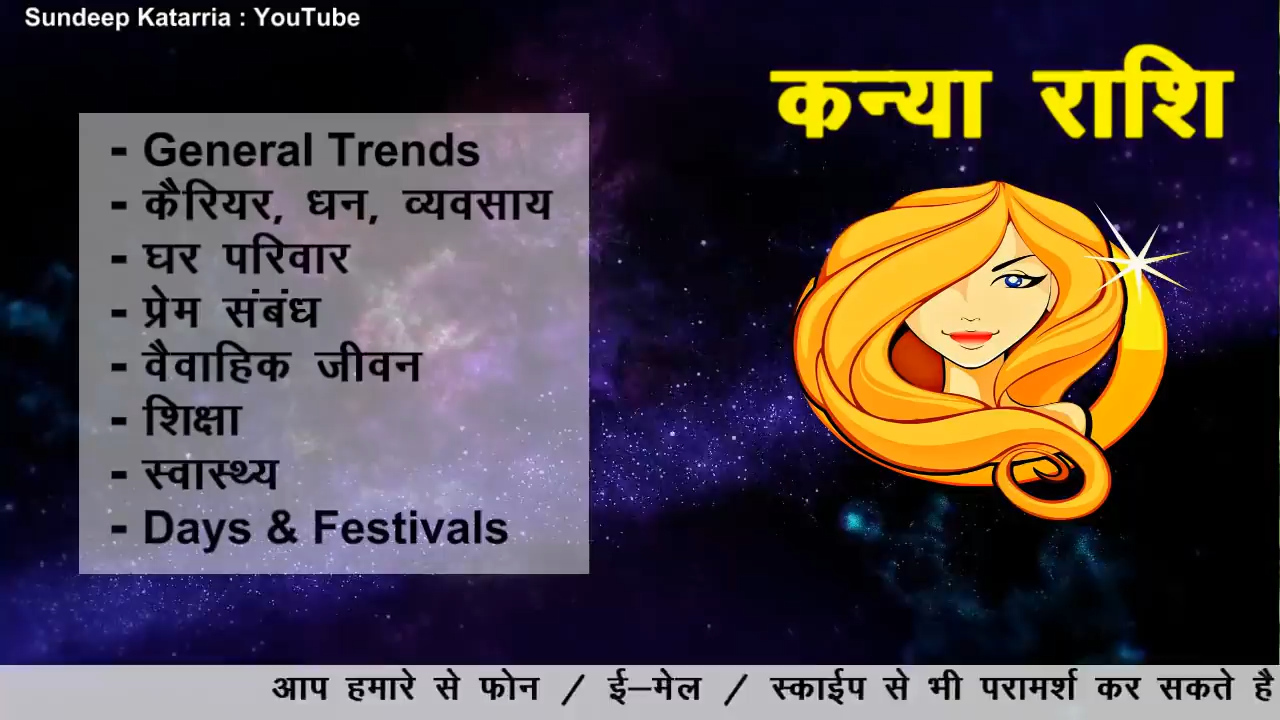 Sundeep Katarria : YouTube
कन्या राशि
- General Trends
- कैरियर, धन, व्यवसाय
- घर परिवार
- प्रेम संबंध
- वैवाहिक जीवन
- शिक्षा
- स्वास्थ्य
- Days & Festivals
आप हमारे से फोन / ई-मेल / स्काईप से भी परामर्श कर सकते है